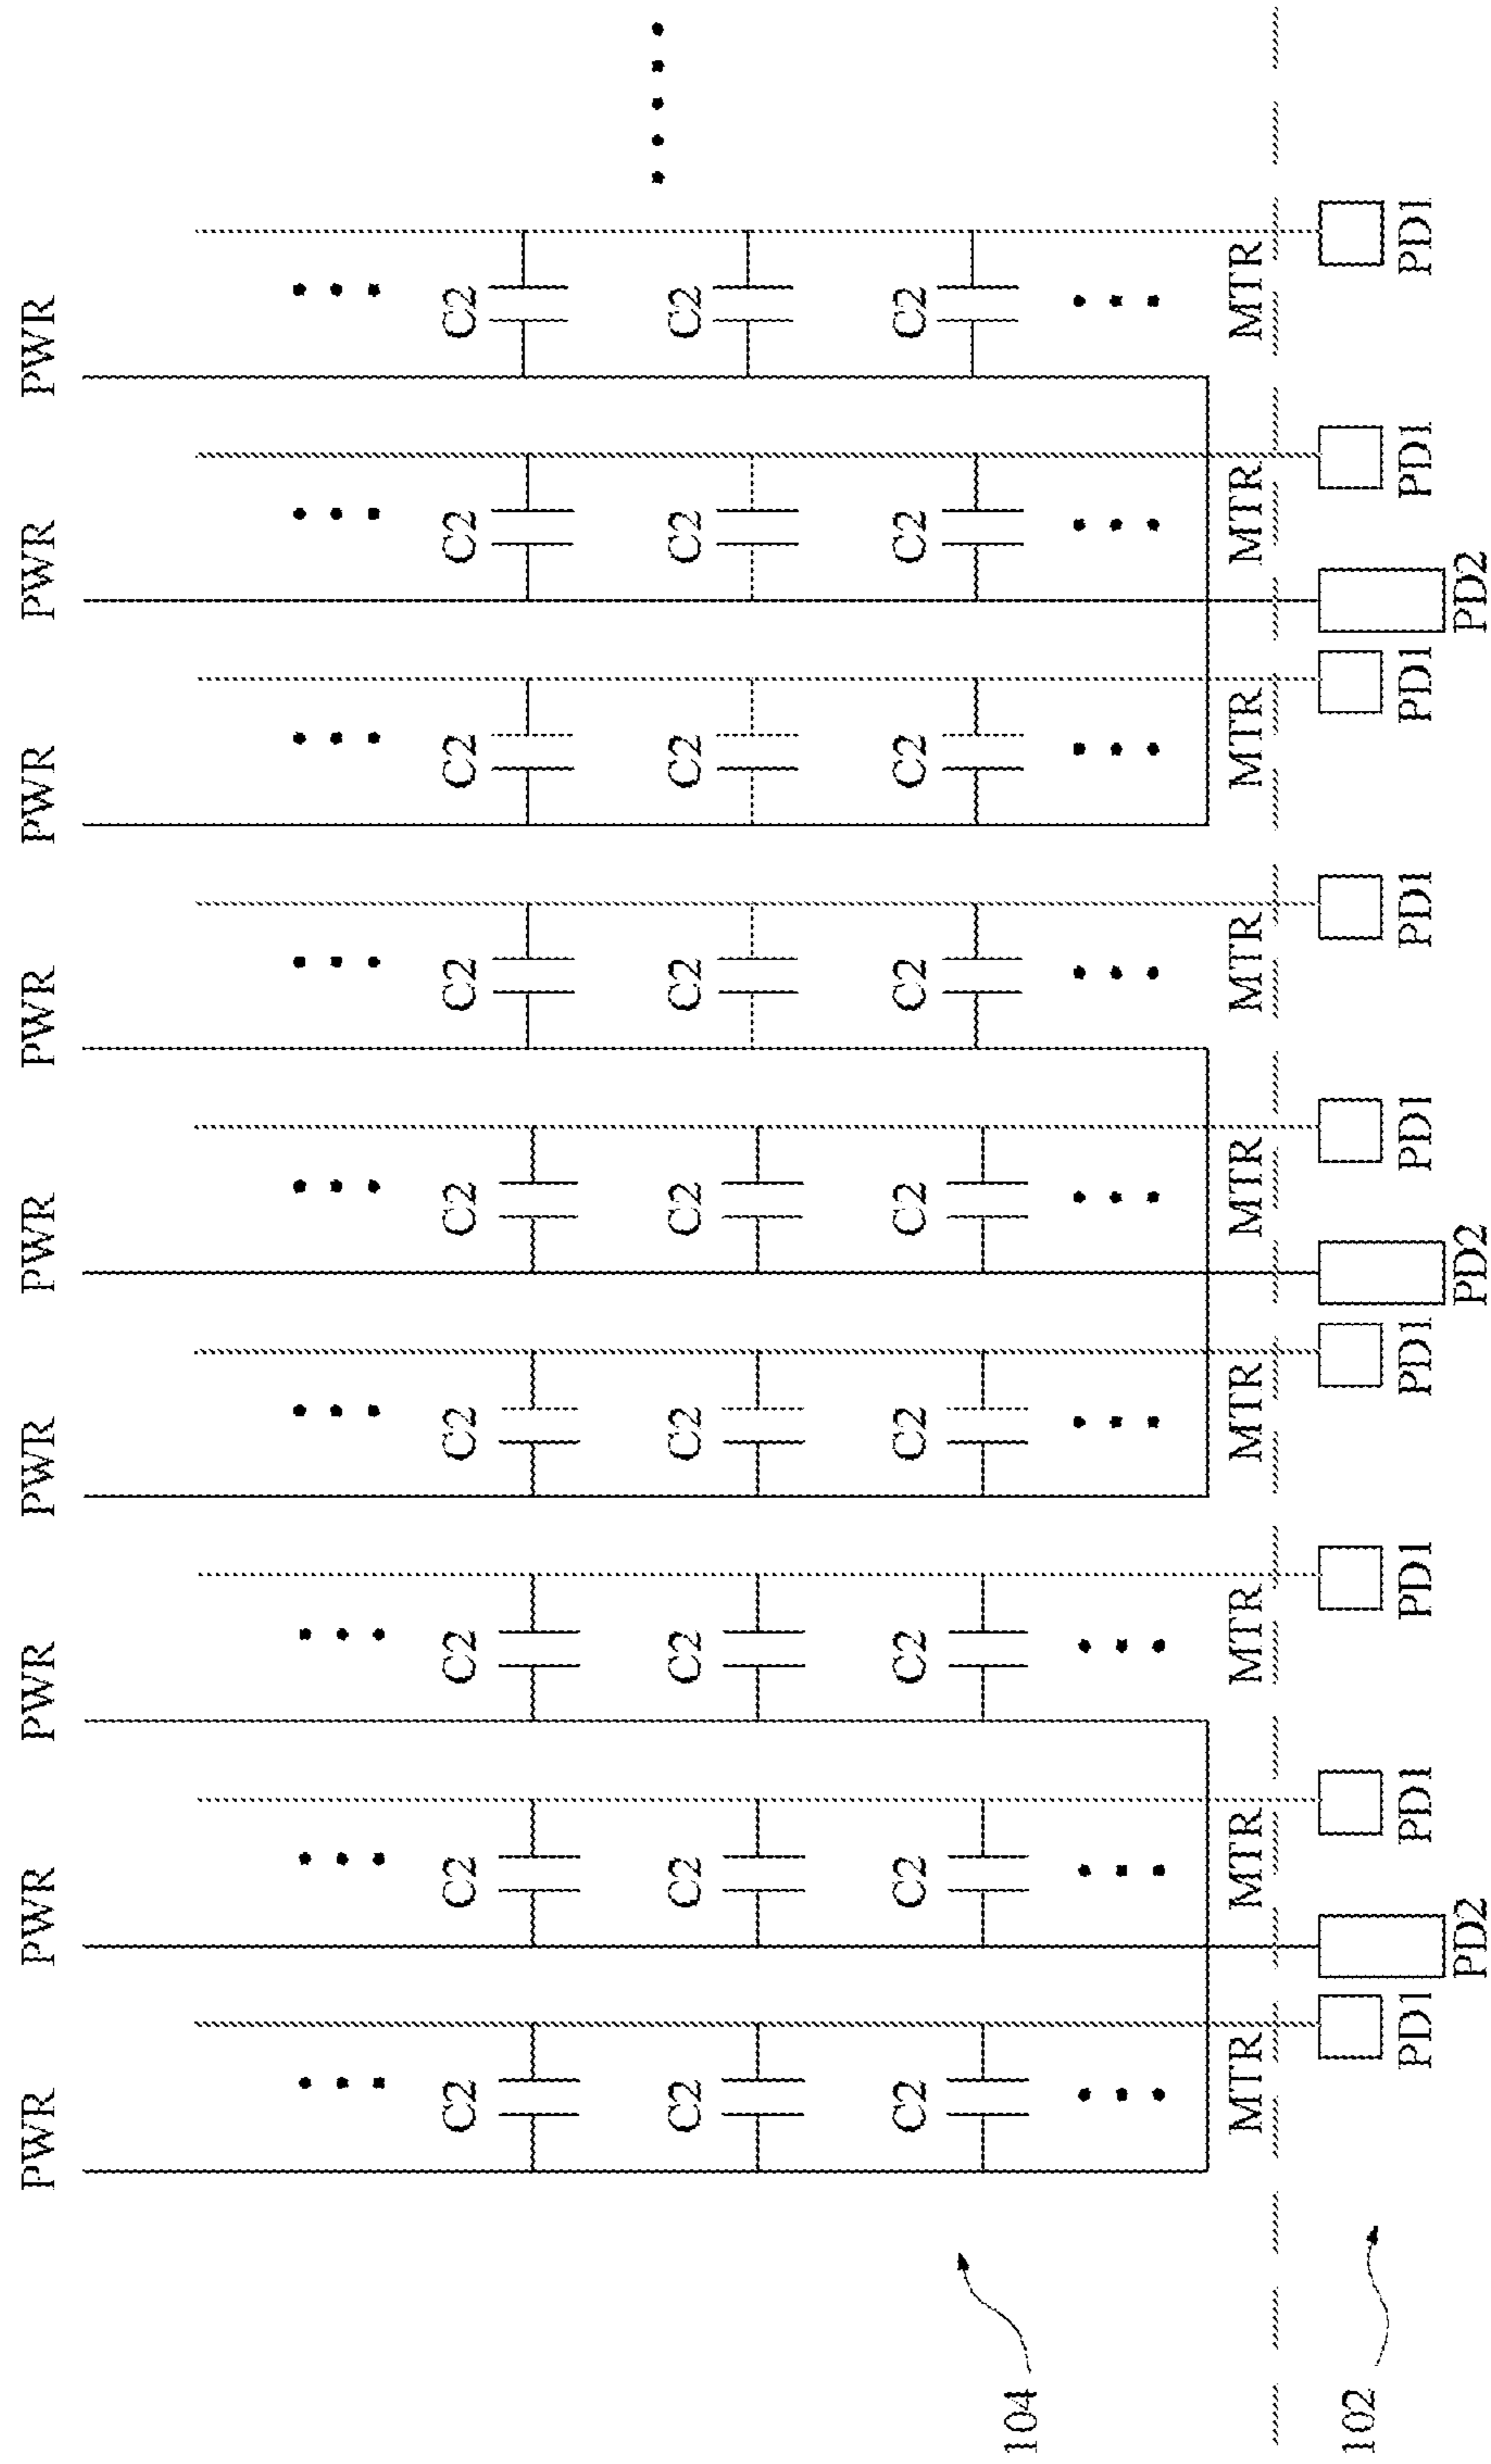 PWR PWR PWR PWR PWR PWR PWR PWR PWR
C2 C2 C2 C2 C2 C2 C2 C2 C2
C2 C2 C2 C2 C2 C2 C2 C2 C2
C2 C2 C2 C2 C2 C2 C2 C2 C2
104
MTR MTR MTR MTR MTR MTR MTR MTR MTR
102
PD1 PD1 PD1 PD1 PD1 PD1 PD1 PD1 PD1
PD2 PD2 PD2